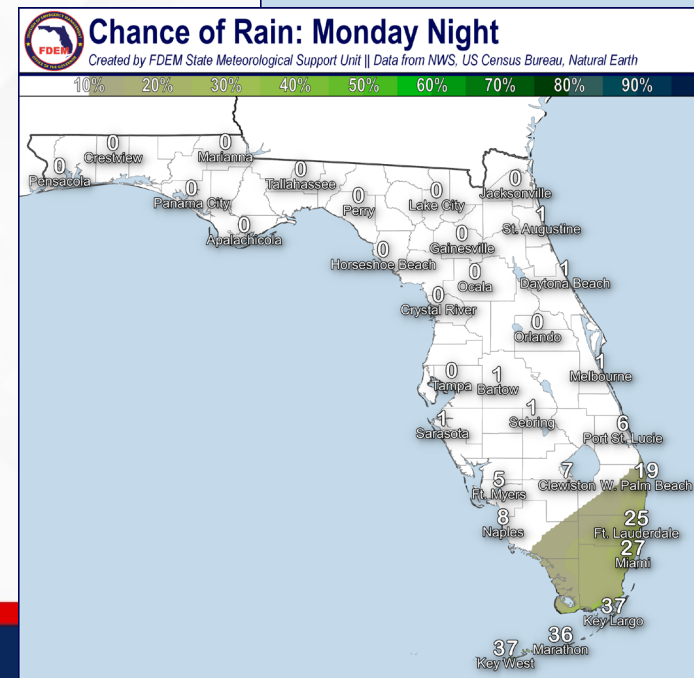 FDEM
Chance of Rain: Monday Night
Created by FDEM State Meteorological Support Unit || Data from NWS, US Census Bureau, Natural Earth
10% 20% 30% 40% 50% 60% 70% 80% 90%
0
Pensacola
0
Crestview
0
Marianna
0
Panama City
0
Apalachicola
0
Tallahassee
0
Perry
0
Lake City
0
Jacksonville
1
St. Augustine
0
Gainesville
0
Horseshoe Beach
0
Ocala
1
Daytona Beach
0
Crystal River
0
Orlando
0
Tampa
1
Bartow
1
Melbourne
1
Sarasota
1
Sebring
6
Port St. Lucie
5
Ft. Myers
7
Clewiston
19
W. Palm Beach
8
Naples
25
Ft. Lauderdale
27
Miami
37
Key Largo
36
Marathon
37
Key West